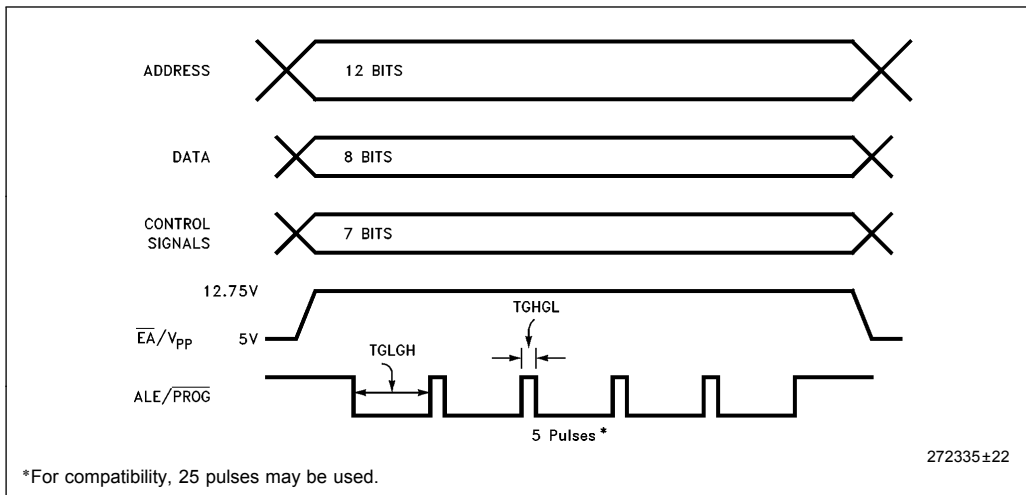 ADDRESS
12 BITS
DATA
8 BITS
CONTROL
SIGNALS
7 BITS
12.75V
EA/VPP
5V
TGHGL
TGLGH
ALE/PROG
5 Pulses*
272335±22
*For compatibility, 25 pulses may be used.